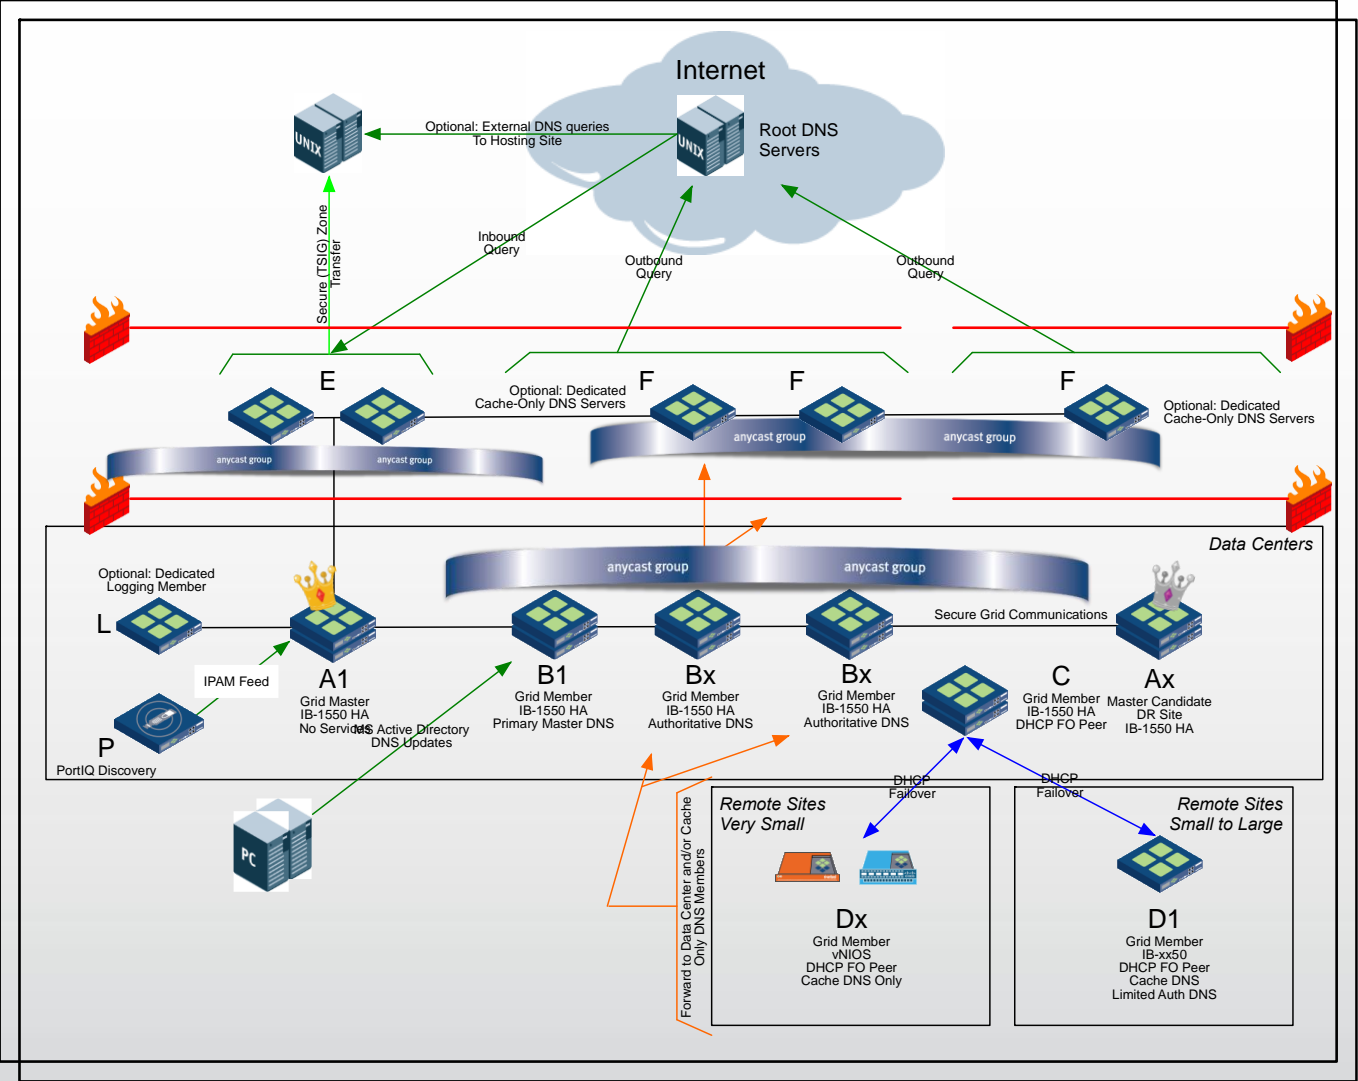 Internet
UNIX
Optional: External DNS queries
To Hosting Site
UNIX
Root DNS
Servers
Secure (TSIG) Zone
Transfer
Inbound
Query
Outbound
Query
Outbound
Query
E
Optional: Dedicated
Cache-Only DNS Servers
F
F
F
Optional: Dedicated
Cache-Only DNS Servers
anycast group
anycast group
anycast group
anycast group
Data Centers
anycast group
anycast group
Optional: Dedicated
Logging Member
L
Secure Grid Communications
IPAM Feed
P
PortIQ Discovery
A1
Grid Master
IB-1550 HA
No Services
MS Active Directory
DNS Updates
B1
Grid Member
IB-1550 HA
Primary Master DNS
Bx
Grid Member
IB-1550 HA
Authoritative DNS
Bx
Grid Member
IB-1550 HA
Authoritative DNS
C
Grid Member
IB-1550 HA
DHCP FO Peer
Ax
Master Candidate
DR Site
IB-1550 HA
DHCP
Failover
DHCP
Failover
PC
Forward to Data Center and/or Cache
Only DNS Members
Remote Sites
Very Small
Dx
Grid Member
vNIOS
DHCP FO Peer
Cache DNS Only
Remote Sites
Small to Large
D1
Grid Member
IB-xx50
DHCP FO Peer
Cache DNS
Limited Auth DNS